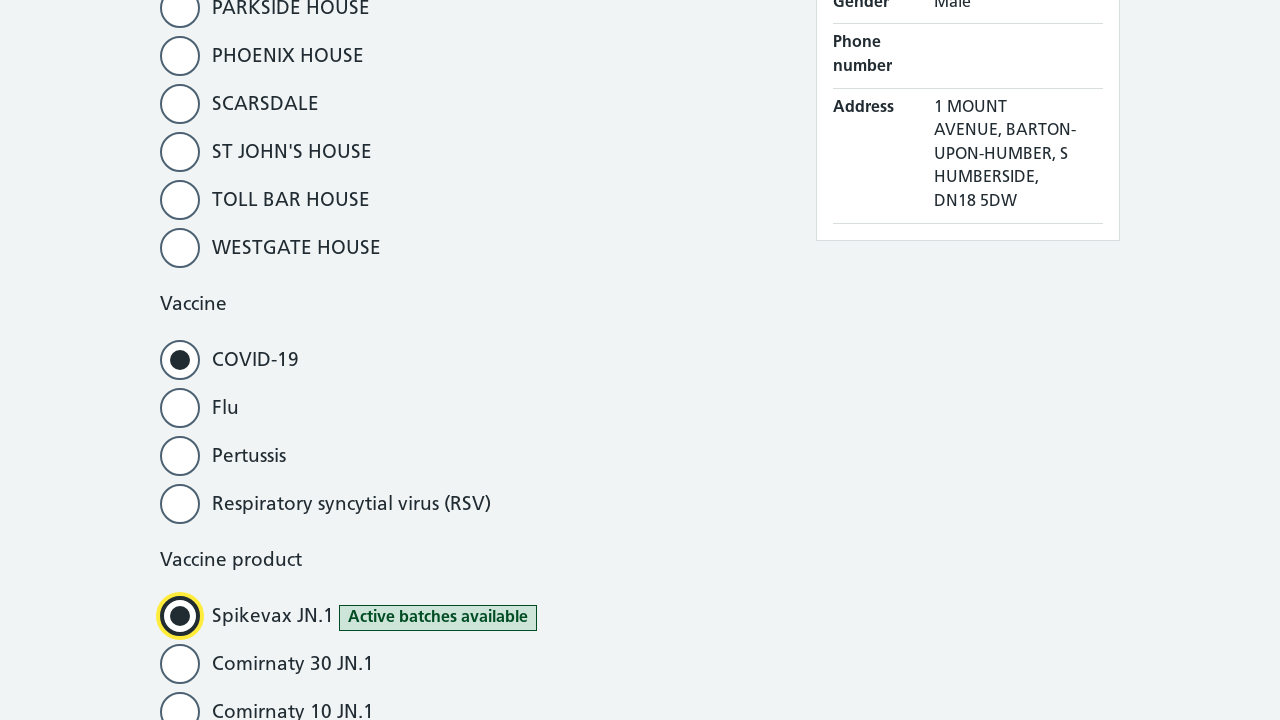 PARKSIDE HOUSE
PHOENIX HOUSE
SCARSDALE
ST JOHN'S HOUSE
TOLL BAR HOUSE
WESTGATE HOUSE
Vaccine
COVID-19
Flu
Pertussis
Respiratory syncytial virus (RSV)
Vaccine product
Spikevax JN.1 Active batches available
Comirnaty 30 JN.1
Comirnaty 10 JN.1
Gender Male
Phone
number
Address 1 MOUNT
AVENUE, BARTON-
UPON-HUMBER, S
HUMBERSIDE,
DN18 5DW